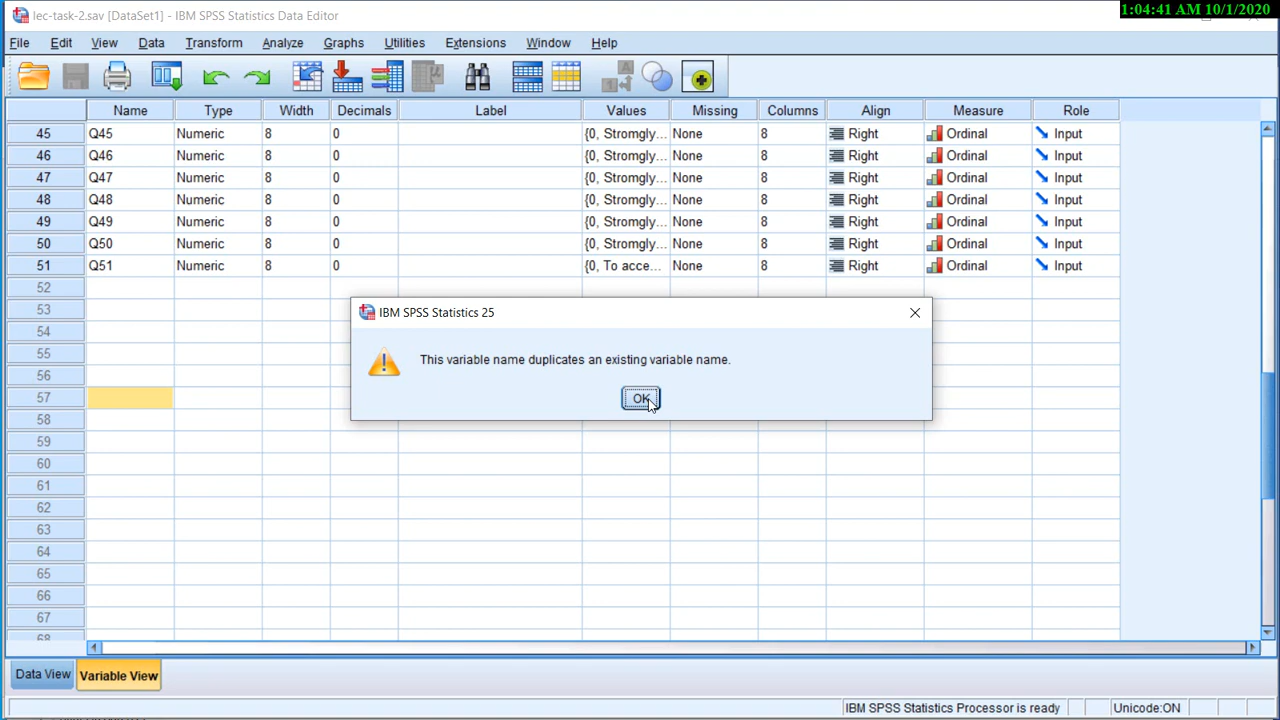 lec-task-2.sav [DataSet1] - IBM SPSS Statistics Data Editor
1:04:41 AM 10/1/2020
File Edit View Data Transform Analyze Graphs Utilities Extensions Window Help
Name Type Width Decimals Label Values Missing Columns Align Measure Role
45 Q45 Numeric 8 0 {0, Stromgly... None 8 Right Ordinal Input
46 Q46 Numeric 8 0 {0, Stromgly... None 8 Right Ordinal Input
47 Q47 Numeric 8 0 {0, Stromgly... None 8 Right Ordinal Input
48 Q48 Numeric 8 0 {0, Stromgly... None 8 Right Ordinal Input
49 Q49 Numeric 8 0 {0, Stromgly... None 8 Right Ordinal Input
50 Q50 Numeric 8 0 {0, Stromgly... None 8 Right Ordinal Input
51 Q51 Numeric 8 0 {0, To acce... None 8 Right Ordinal Input
52
53
IBM SPSS Statistics 25
54
55
This variable name duplicates an existing variable name.
56
57
OK
58
59
60
61
62
63
64
65
66
67
68
Data View Variable View
IBM SPSS Statistics Processor is ready Unicode:ON